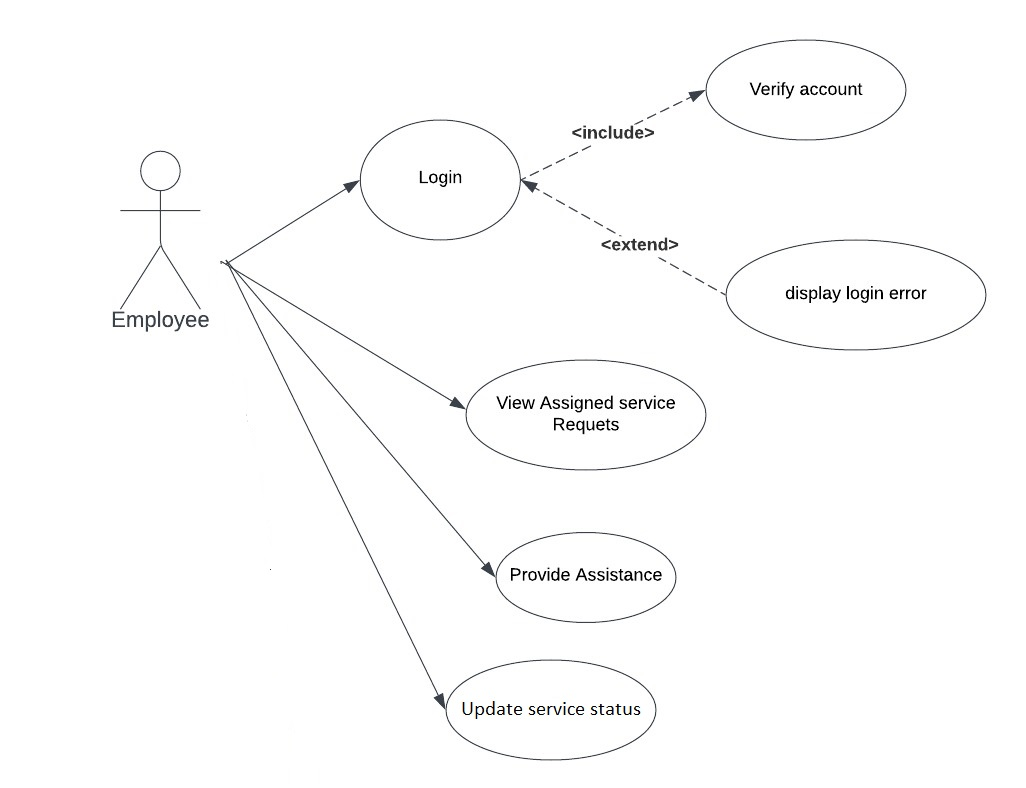 Verify account
<include>
Login
<extend>
display login error
Employee
View Assigned service
Requets
Provide Assistance
Update service status